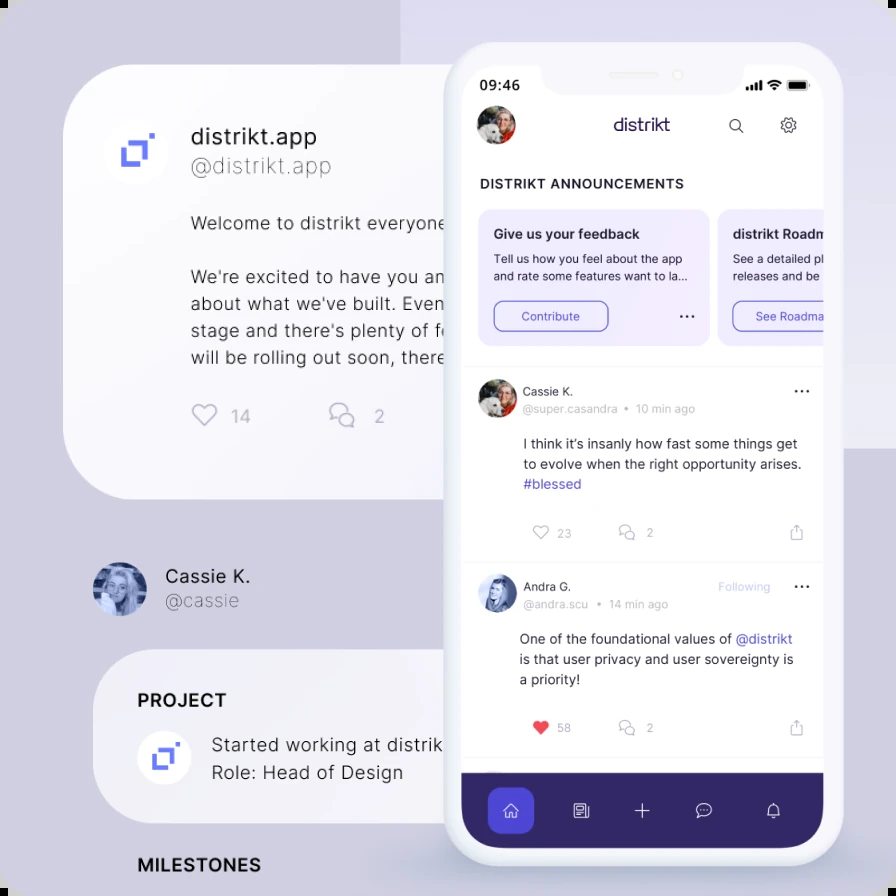 distrikt.app
@distrikt.app
Welcome to distrikt everyone
We're excited to have you an
about what we've built. Even
stage and there's plenty of f
will be rolling out soon, there
14 2
Cassie K.
@cassie
PROJECT
Started working at distrik
Role: Head of Design
MILESTONES
09:46
distrikt
DISTRIKT ANNOUNCEMENTS
Give us your feedback
Tell us how you feel about the app
and rate some features want to la...
Contribute
distrikt Roadm
See a detailed pl
releases and be
See Roadma
Cassie K.
@super.casandra • 10 min ago
I think it's insanly how fast some things get
to evolve when the right opportunity arises.
#blessed
23 2
Andra G. Following
@andra.scu • 14 min ago
One of the foundational values of @distrikt
is that user privacy and user sovereignty is
a priority!
58 2